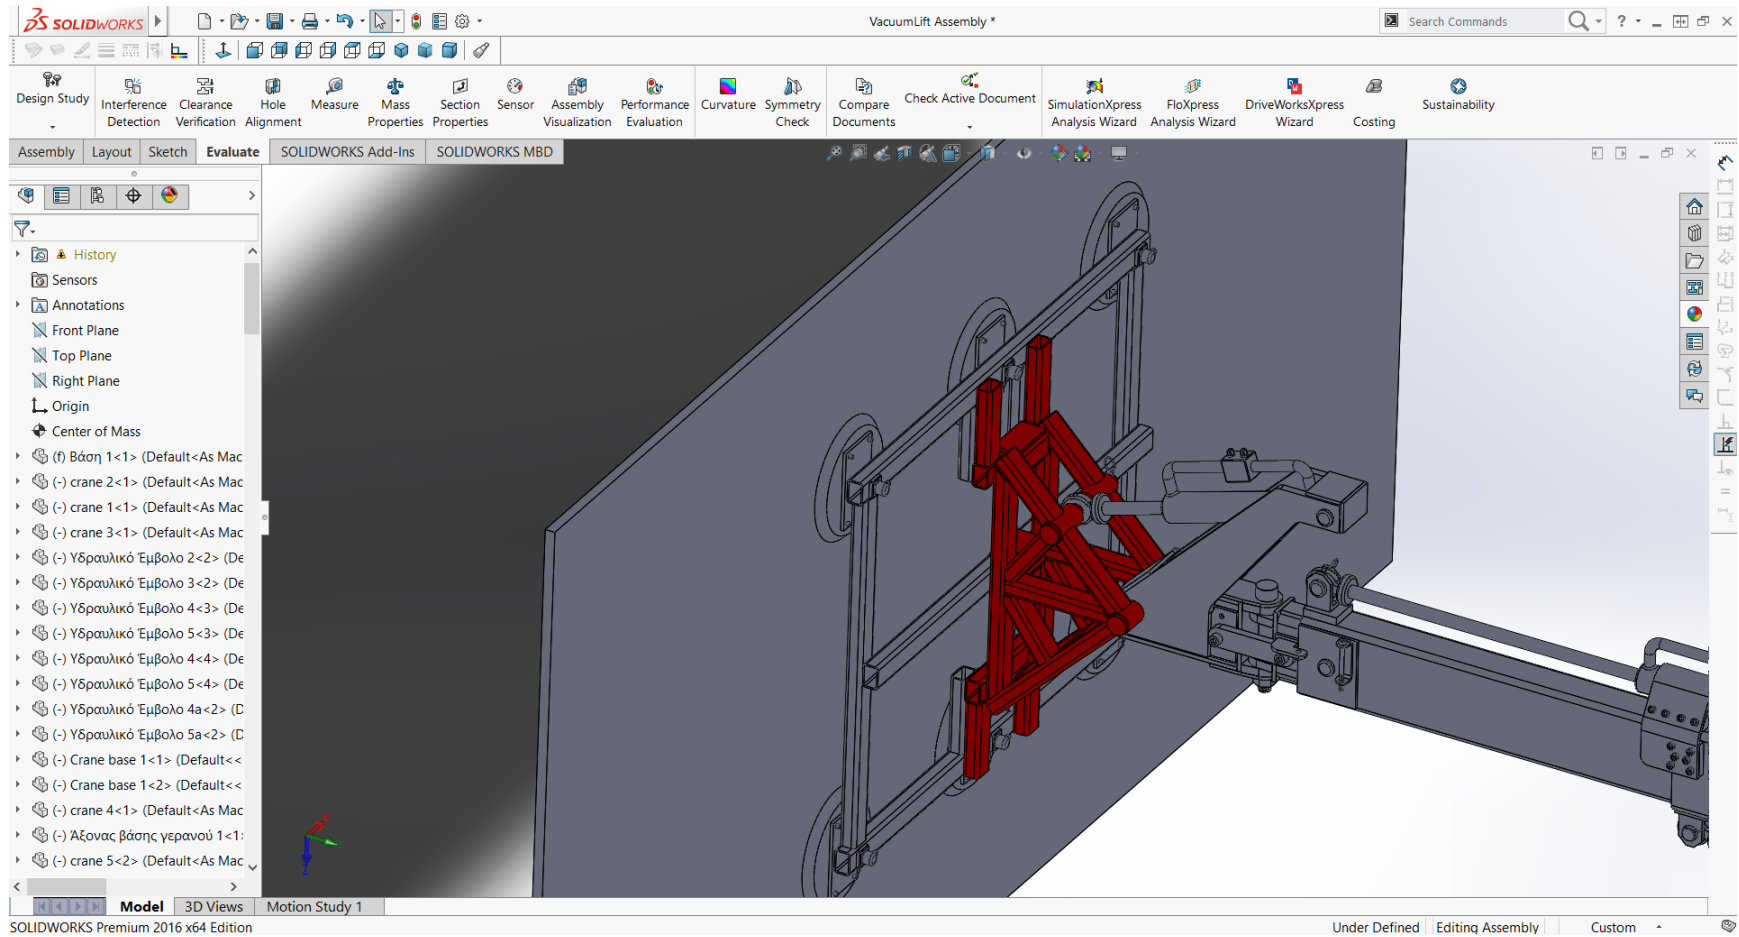 SOLIDWORKS
VacuumLift Assembly *
Search Commands
?
Design Study
Interference Detection
Clearance Verification
Hole Alignment
Measure
Mass Properties
Section Properties
Sensor
Assembly Visualization
Performance Evaluation
Curvature
Symmetry Check
Compare Documents
Check Active Document
SimulationXpress Analysis Wizard
FloXpress Analysis Wizard
DriveWorksXpress Wizard
Costing
Sustainability
Assembly Layout Sketch Evaluate SOLIDWORKS Add-Ins SOLIDWORKS MBD
History
Sensors
Annotations
Front Plane
Top Plane
Right Plane
Origin
Center of Mass
(f) Βάση 1<1> (Default<As Mac
(-) crane 2<1> (Default<As Mac
(-) crane 1<1> (Default<As Mac
(-) crane 3<1> (Default<As Mac
(-) Υδραυλικό Έμβολο 2<2> (De
(-) Υδραυλικό Έμβολο 3<2> (De
(-) Υδραυλικό Έμβολο 4<3> (De
(-) Υδραυλικό Έμβολο 5<3> (De
(-) Υδραυλικό Έμβολο 4<4> (De
(-) Υδραυλικό Έμβολο 5<4> (De
(-) Υδραυλικό Έμβολο 4a<2> (D
(-) Υδραυλικό Έμβολο 5a<2> (D
(-) Crane base 1<1> (Default<<
(-) Crane base 1<2> (Default<<
(-) crane 4<1> (Default<As Mac
(-) Άξονας βάσης γερανού 1<1>
(-) crane 5<2> (Default<As Mac
X
Z
Model 3D Views Motion Study 1
SOLIDWORKS Premium 2016 x64 Edition
Under Defined Editing Assembly Custom